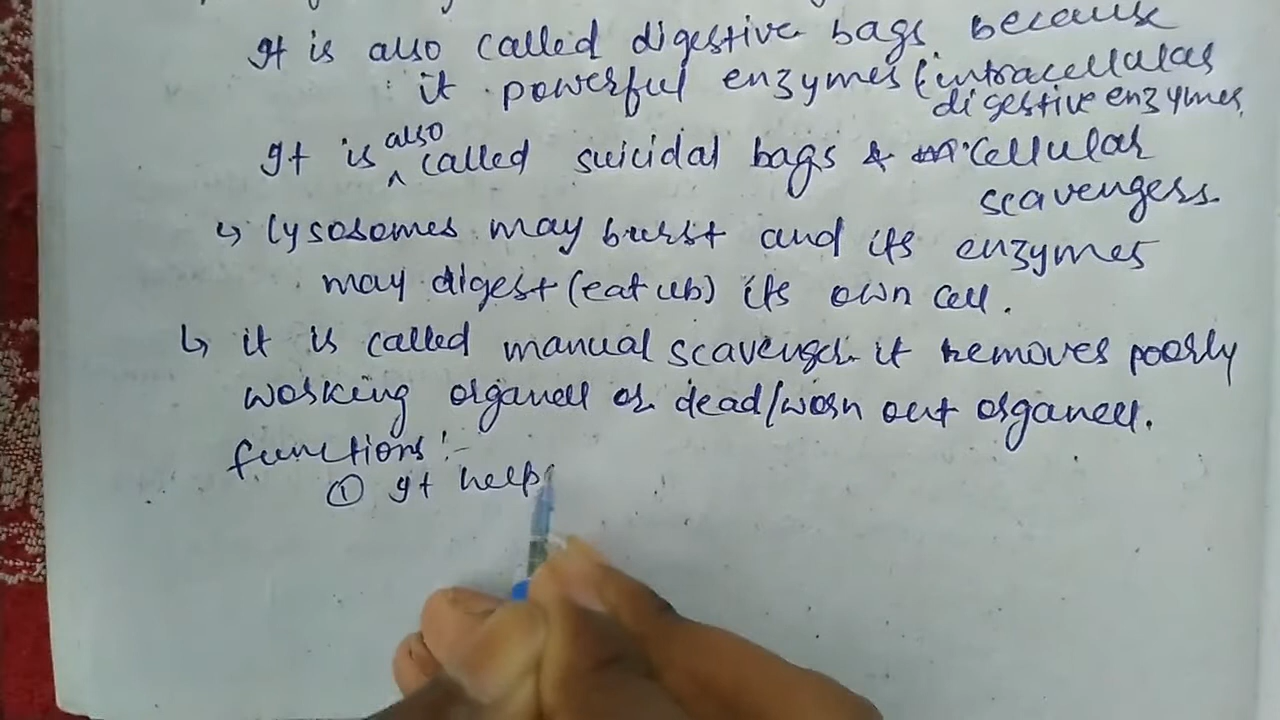 It is also called digestive bags because
it powerful enzymes (intracellular
digestive enzymes,
It is also called suicidal bags & cellular
scavengers.
↳ lysosomes may burst and its enzymes
may digest (eat up) its own cell.
↳ it is called manual scavenger it removes poorly
working organell or dead/worn out organell.
functions:-
① It help